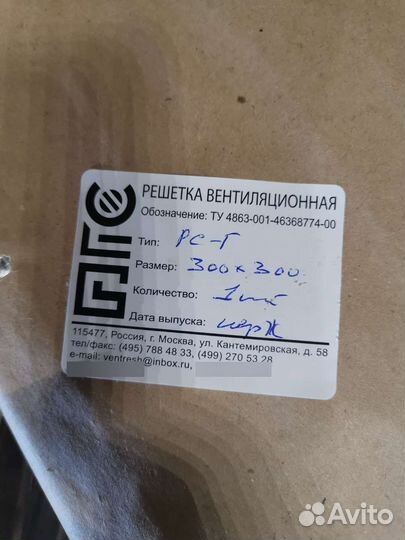 РЕШЕТКА ВЕНТИЛЯЦИОННАЯ
Обозначение: ТУ 4863-001-46368774-00
Тип: РС-Г
Размер: 300х300
Количество: 1шт
Дата выпуска: нерж
115477, Россия, г. Москва, ул. Кантемировская, д. 58
тел/факс: (495) 788 48 33, (499) 270 53 28
e-mail: ventresh@inbox.ru,
Avito